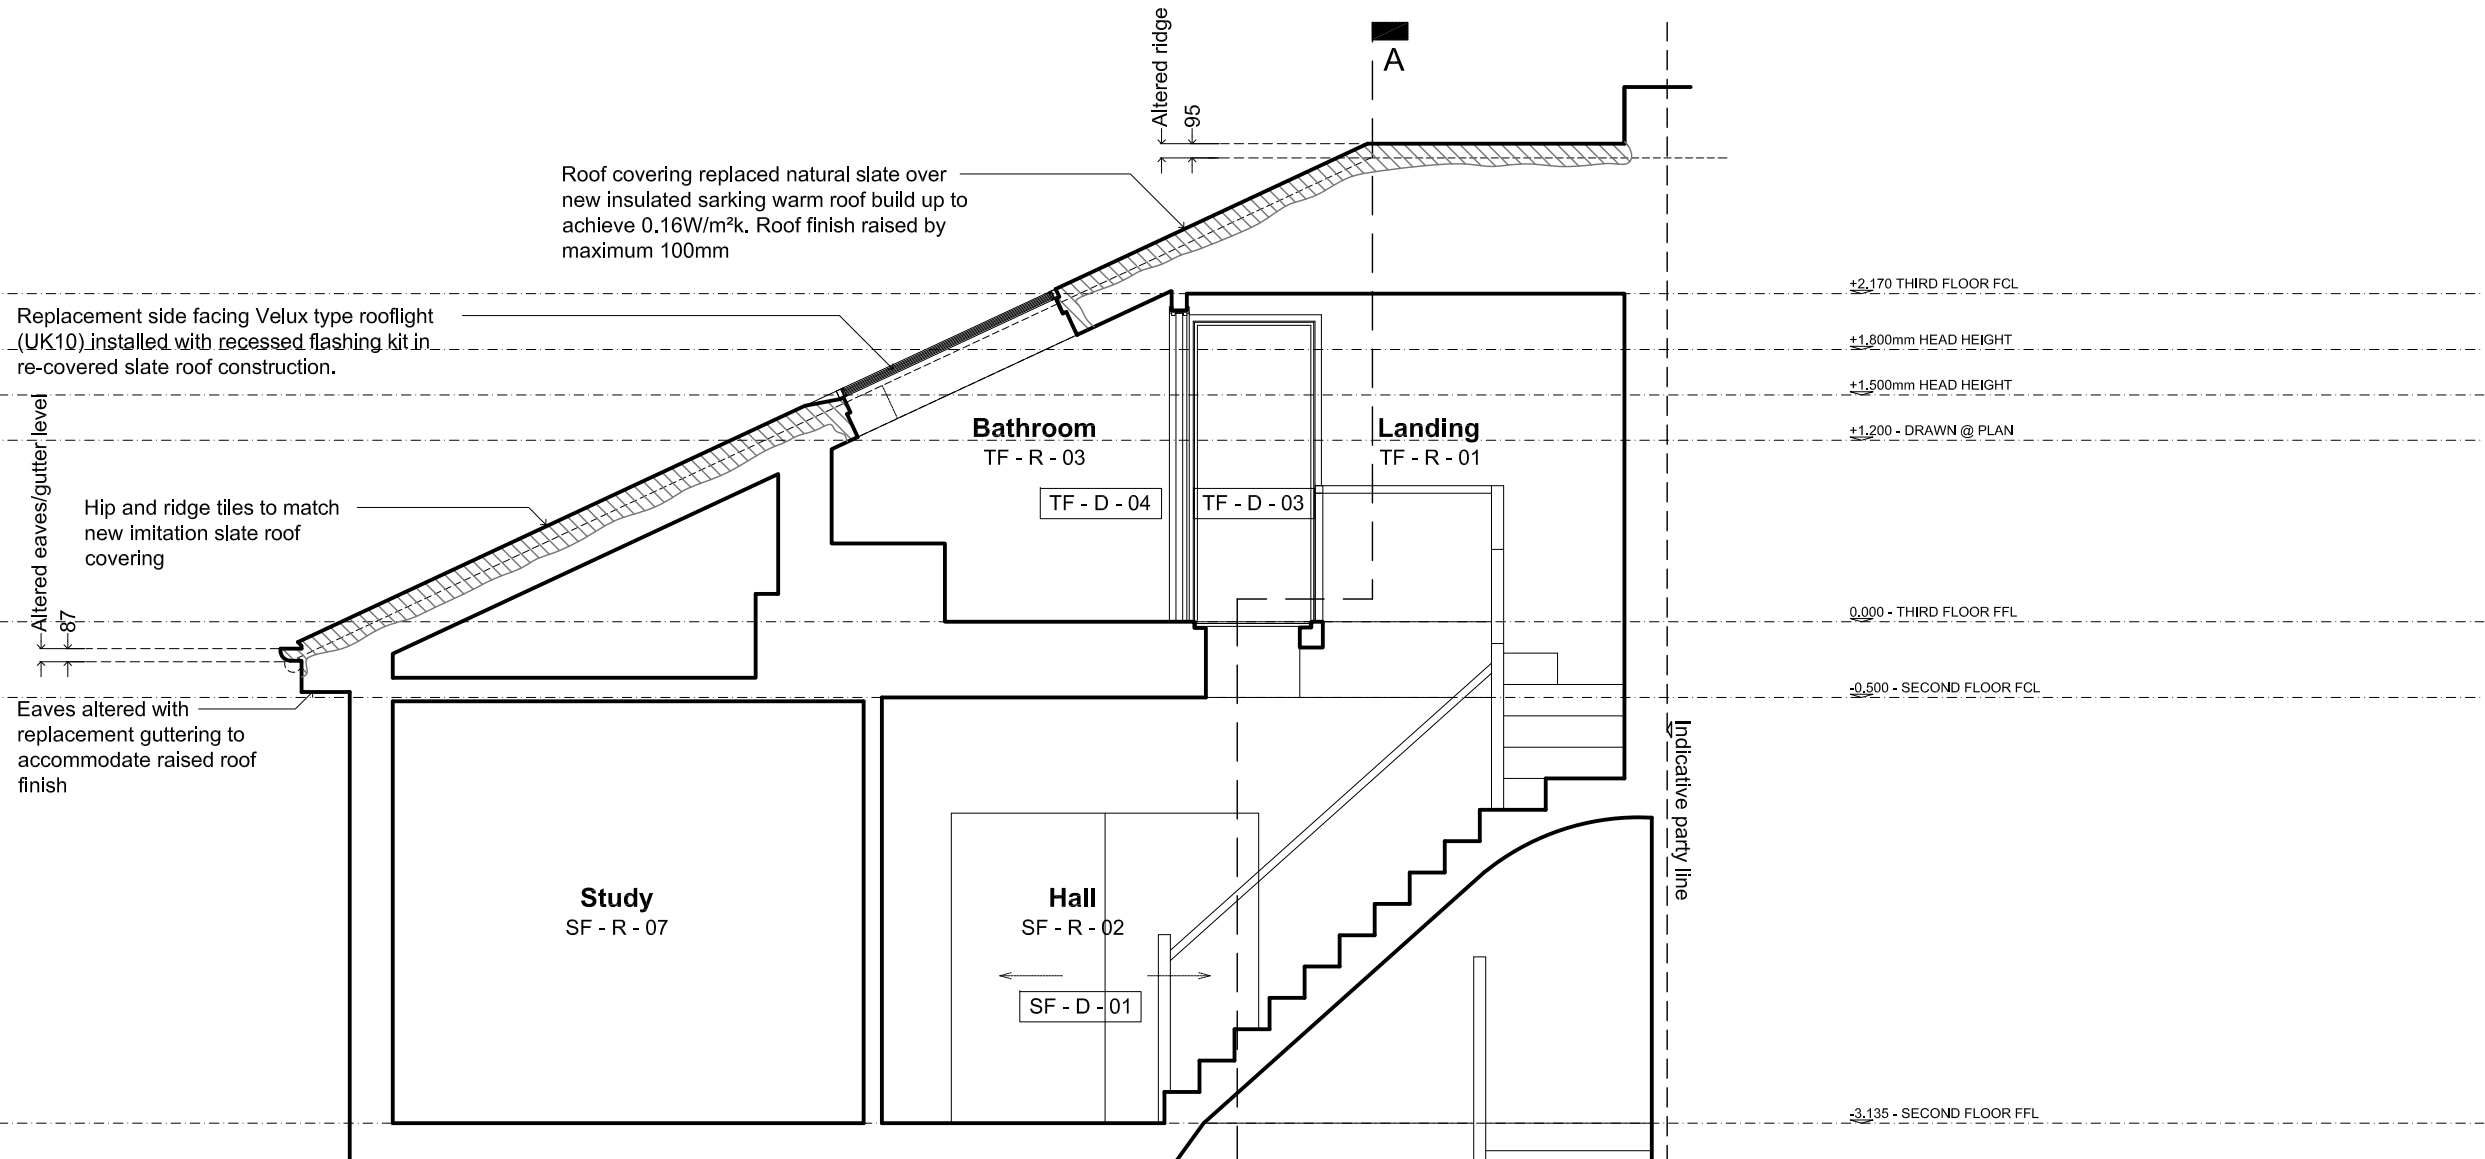 Altered ridge
95
A
Roof covering replaced natural slate over
new insulated sarking warm roof build up to
achieve 0.16W/m²k. Roof finish raised by
maximum 100mm
+2.170 THIRD FLOOR FCL
Replacement side facing Velux type rooflight
(UK10) installed with recessed flashing kit in
re-covered slate roof construction.
+1.800mm HEAD HEIGHT
+1.500mm HEAD HEIGHT
+1.200 - DRAWN @ PLAN
Altered eaves/gutter level
87
Bathroom
TF - R - 03
Landing
TF - R - 01
TF - D - 04
TF - D - 03
Hip and ridge tiles to match
new imitation slate roof
covering
0.000 - THIRD FLOOR FFL
-0.500 - SECOND FLOOR FCL
Eaves altered with
replacement guttering to
accommodate raised roof
finish
Indicative party line
Study
SF - R - 07
Hall
SF - R - 02
SF - D - 01
-3.135 - SECOND FLOOR FFL